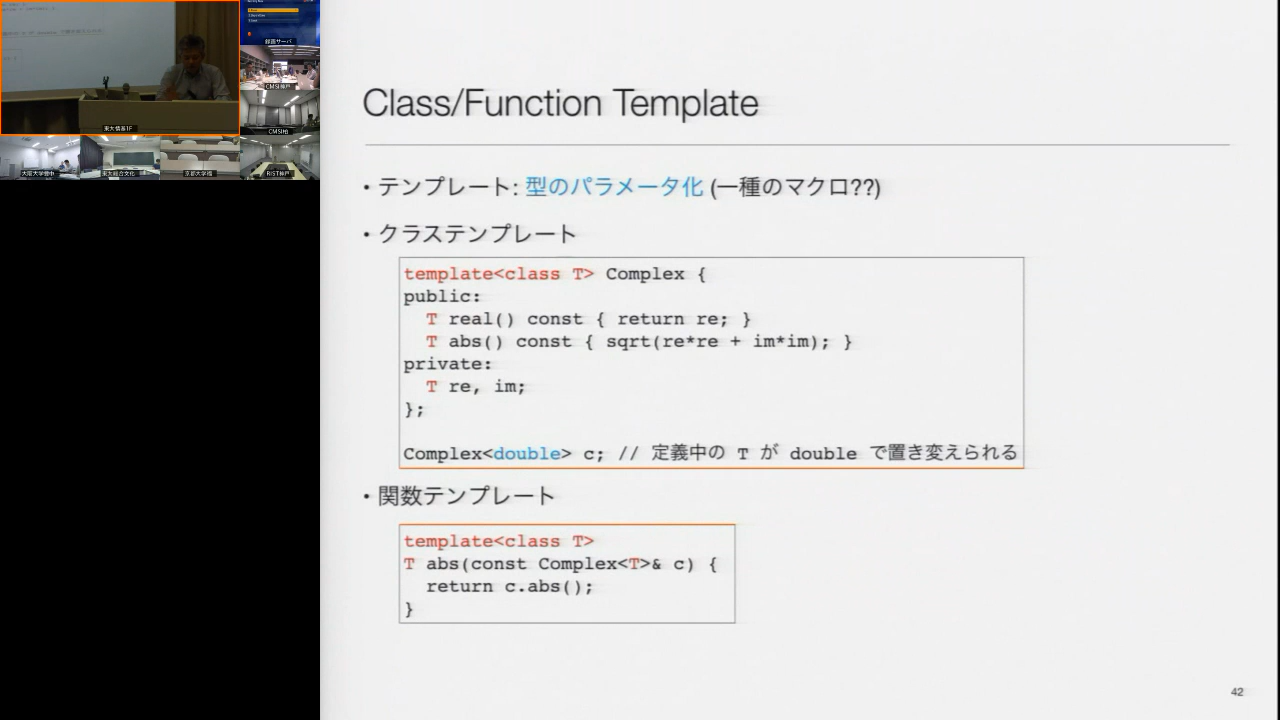 東大情基1F
CMSI神戸
CMSI柏
大阪大学豊中
東大総合文化
京都大学福
RIST神戸
Class/Function Template
・テンプレート: 型のパラメータ化 (一種のマクロ??)
・クラステンプレート
template<class T> Complex {
public:
  T real() const { return re; }
  T abs() const { sqrt(re*re + im*im); }
private:
  T re, im;
};
Complex<double> c; // 定義中の T が double で置き変えられる
・関数テンプレート
template<class T>
T abs(const Complex<T>& c) {
  return c.abs();
}
42